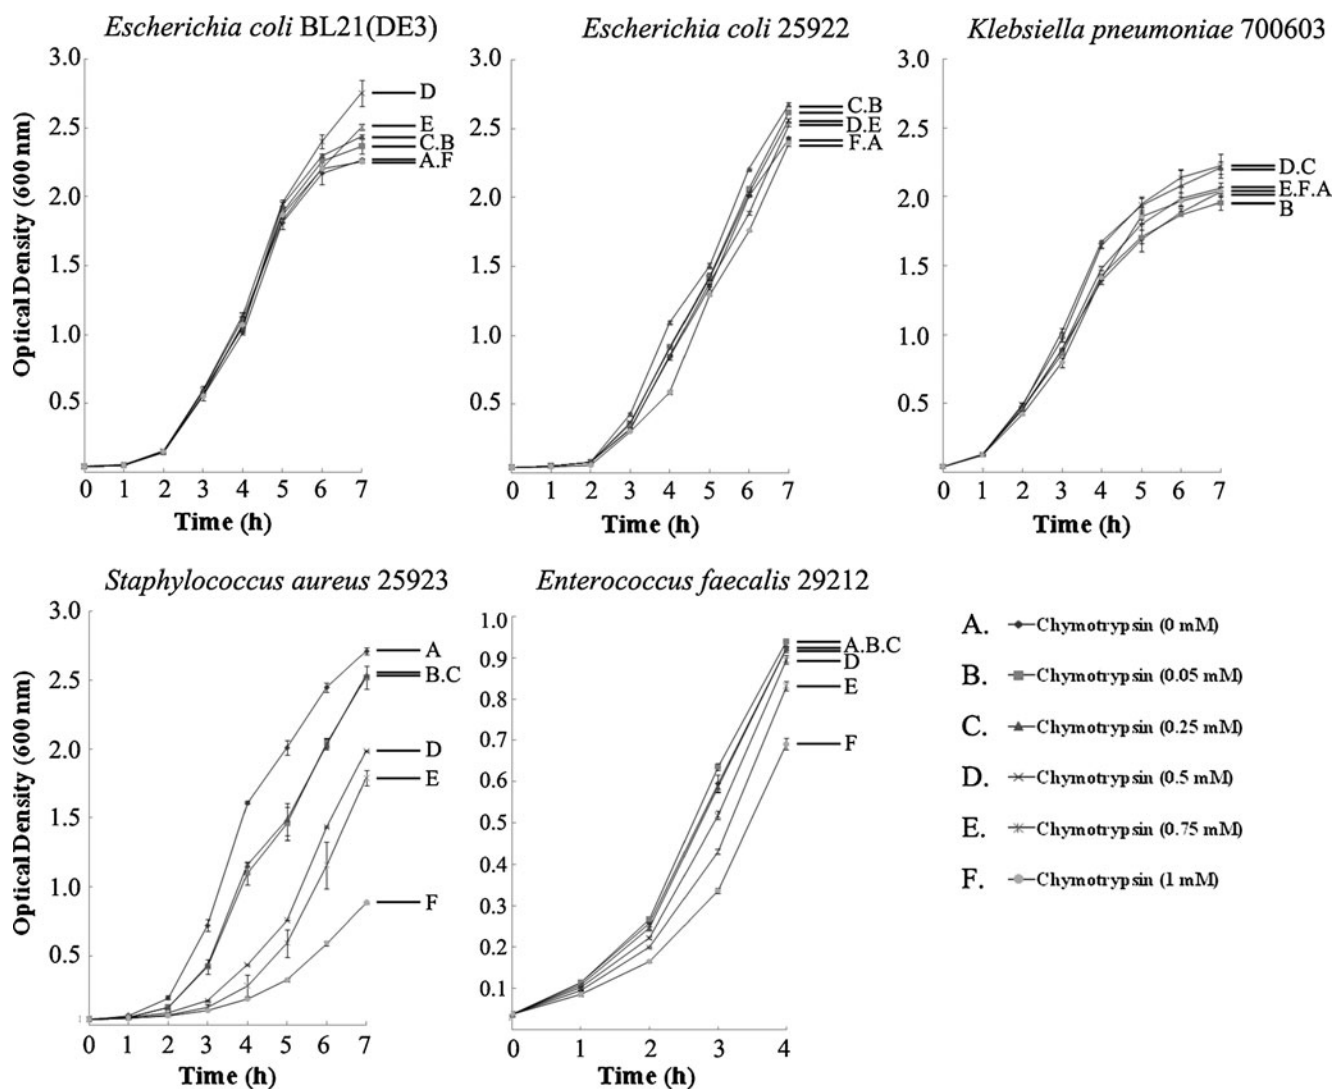 Escherichia coli BL21(DE3)
Escherichia coli 25922
Klebsiella pneumoniae 700603
Optical Density (600 nm)
3.0
2.5
2.0
1.5
1.0
0.5
0 1 2 3 4 5 6 7
Time (h)
D
E
C.B
A.F
3.0
2.5
2.0
1.5
1.0
0.5
0 1 2 3 4 5 6 7
Time (h)
C.B
D.E
F.A
3.0
2.5
2.0
1.5
1.0
0.5
0 1 2 3 4 5 6 7
Time (h)
D.C
E.F.A
B
Staphylococcus aureus 25923
Enterococcus faecalis 29212
Optical Density (600 nm)
3.0
2.5
2.0
1.5
1.0
0.5
0 1 2 3 4 5 6 7
Time (h)
A
B.C
D
E
F
1.0
0.9
0.8
0.7
0.6
0.5
0.4
0.3
0.2
0.1
0 1 2 3 4
Time (h)
A.B.C
D
E
F
A. Chymotrypsin (0 mM)
B. Chymotrypsin (0.05 mM)
C. Chymotrypsin (0.25 mM)
D. Chymotrypsin (0.5 mM)
E. Chymotrypsin (0.75 mM)
F. Chymotrypsin (1 mM)